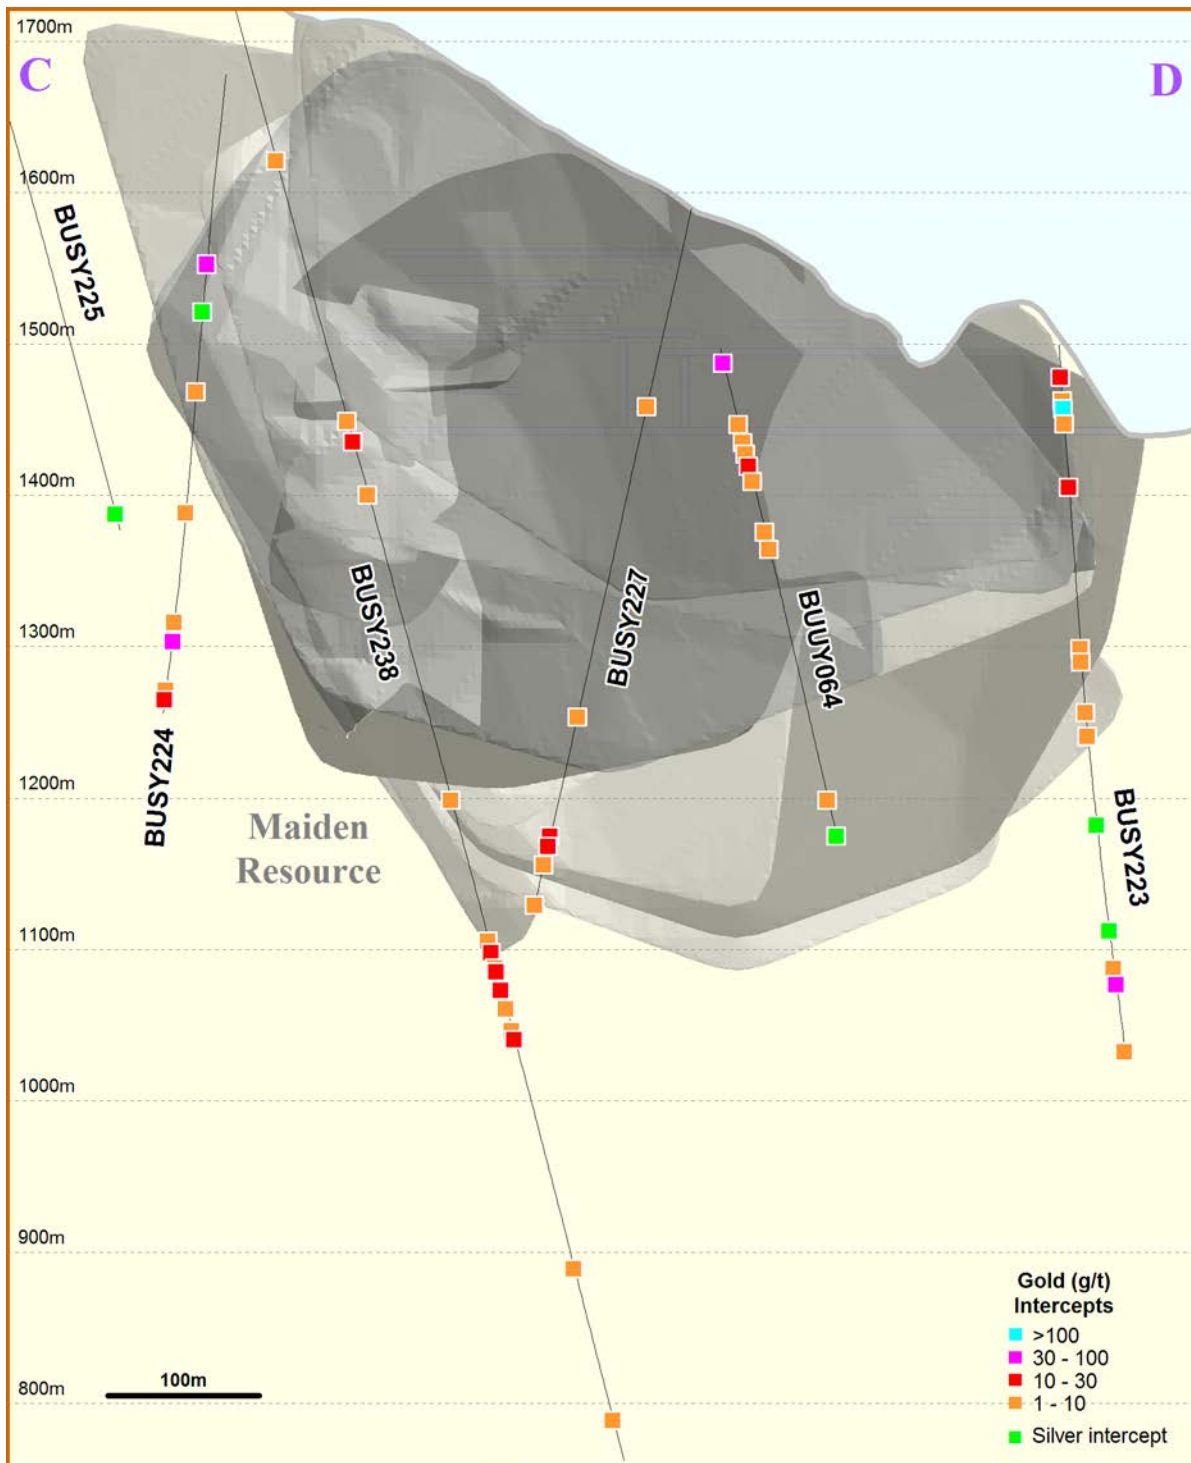 1700m
C
D
1600m
BUSY225
1500m
1400m
BUSY238
BUSY227
BUUY064
1300m
BUSY224
1200m
BUSY223
Maiden
Resource
1100m
1000m
900m
Gold (g/t)
Intercepts
>100
30 - 100
10 - 30
1 - 10
Silver intercept
100m
800m